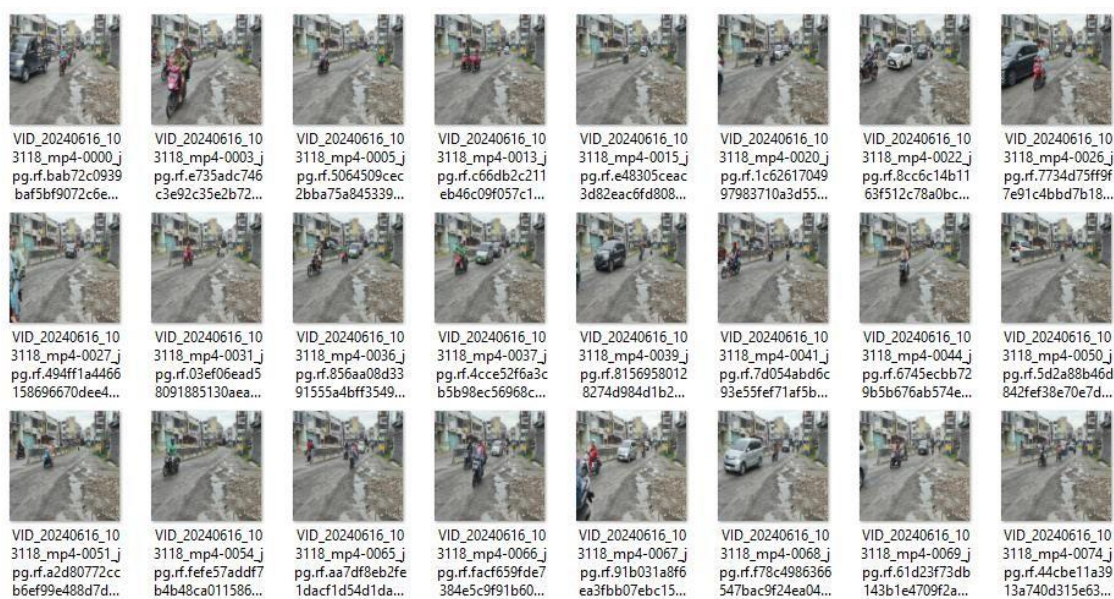 VID_20240616_10 VID_20240616_10 VID_20240616_10 VID_20240616_10 VID_20240616_10 VID_20240616_10 VID_20240616_10 VID_20240616_10
3118_mp4-0000_j 3118_mp4-0003_j 3118_mp4-0005_j 3118_mp4-0013_j 3118_mp4-0015_j 3118_mp4-0020_j 3118_mp4-0022_j 3118_mp4-0026_j
pg.rf.bab72c0939 pg.rf.e735adc746 pg.rf.5064509cec pg.rf.c66db2c211 pg.rf.e48305ceac pg.rf.1c62617049 pg.rf.8cc6c14b11 pg.rf.7734d75ff9f
baf5bf9072c6e... c3e92c35e2b72... 2bba75a845339... eb46c09f057c1... 3d82eac6fd808... 97983710a3d55... 63f512c78a0bc... 7e91c4bbd7b18...
VID_20240616_10 VID_20240616_10 VID_20240616_10 VID_20240616_10 VID_20240616_10 VID_20240616_10 VID_20240616_10 VID_20240616_10
3118_mp4-0027_j 3118_mp4-0031_j 3118_mp4-0036_j 3118_mp4-0037_j 3118_mp4-0039_j 3118_mp4-0041_j 3118_mp4-0044_j 3118_mp4-0050_j
pg.rf.494ff1a4466 pg.rf.03ef06ead5 pg.rf.856aa08d33 pg.rf.4cce52f6a3c pg.rf.8156958012 pg.rf.7d054abd6c pg.rf.6745ecbb72 pg.rf.5d2a88b46d
158696670dee4... 8091885130aea... 91555a4bff3549... b5b98ec56968c... 8274d984d1b2... 93e55fef71af5b... 9b5b676ab574e... 842fef38e70e7d...
VID_20240616_10 VID_20240616_10 VID_20240616_10 VID_20240616_10 VID_20240616_10 VID_20240616_10 VID_20240616_10 VID_20240616_10
3118_mp4-0051_j 3118_mp4-0054_j 3118_mp4-0065_j 3118_mp4-0066_j 3118_mp4-0067_j 3118_mp4-0068_j 3118_mp4-0069_j 3118_mp4-0074_j
pg.rf.a2d80772cc pg.rf.fefe57addf7 pg.rf.aa7df8eb2fe pg.rf.facf659fde7 pg.rf.91b031a8f6 pg.rf.f78c4986366 pg.rf.61d23f73db pg.rf.44cbe11a39
b6ef99e488d7d... b4b48ca011586... 1dacf1d54d1da... 384e5c9f91b60... ea3fbb07ebc15... 547bac9f24ea04... 143b1e4709f2a... 13a740d315e63...